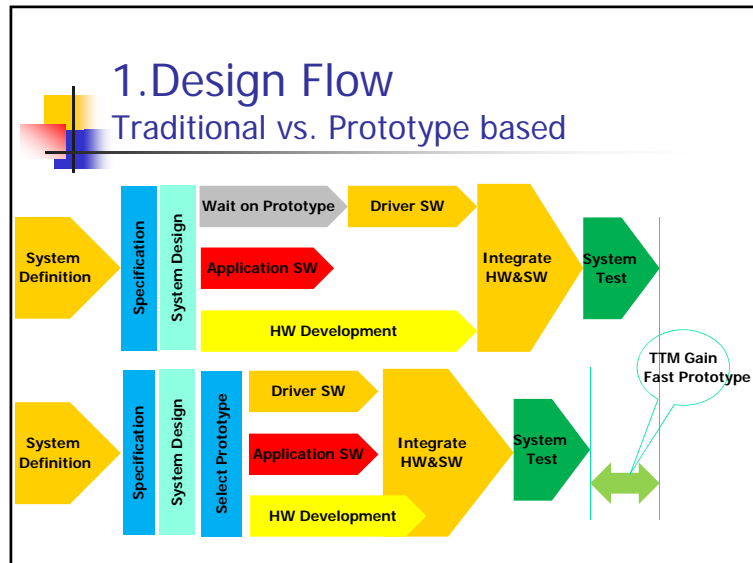 1.Design Flow
Traditional vs. Prototype based
System
Definition
Specification
System Design
Wait on Prototype
Driver SW
Application SW
HW Development
Integrate
HW&SW
System
Test
TTM Gain
Fast Prototype
System
Definition
Specification
System Design
Select Prototype
Driver SW
Application SW
HW Development
Integrate
HW&SW
System
Test